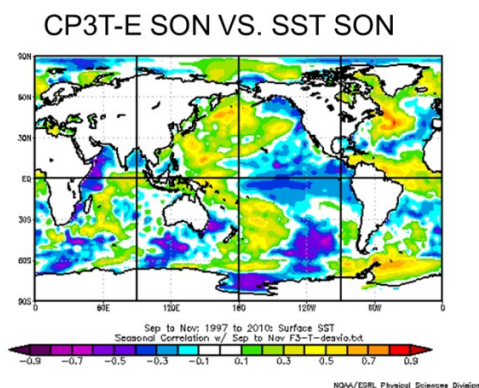 CP3T-E SON VS. SST SON
90N
60N
30N
EQ
30S
60S
90S
0 60E 120E 180 120W 60W 0
Sep to Nov: 1997 to 2010: Surface SST
Seasonal Correlation w/ Sep to Nov F3-T-desvio.txt
-0.9 -0.7 -0.5 -0.3 -0.1 0.1 0.3 0.5 0.7 0.9
NOAA/ESRL Physical Sciences Division